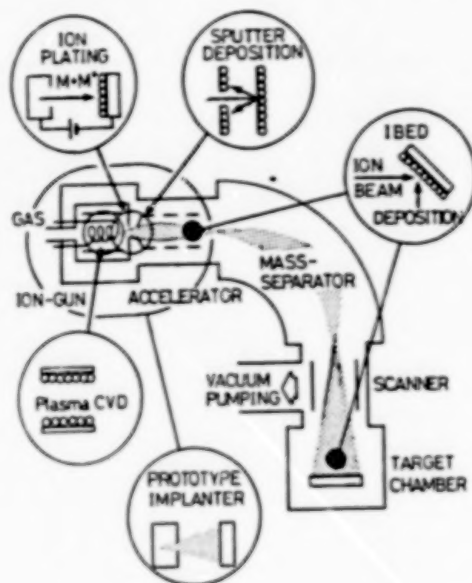 ION
PLATING
M+M⁺
SPUTTER
DEPOSITION
IBED
ION
BEAM
DEPOSITION
GAS
ION-GUN
ACCELERATOR
MASS-
SEPARATOR
Plasma CVD
VACUUM
PUMPING
SCANNER
PROTOTYPE
IMPLANTER
TARGET
CHAMBER